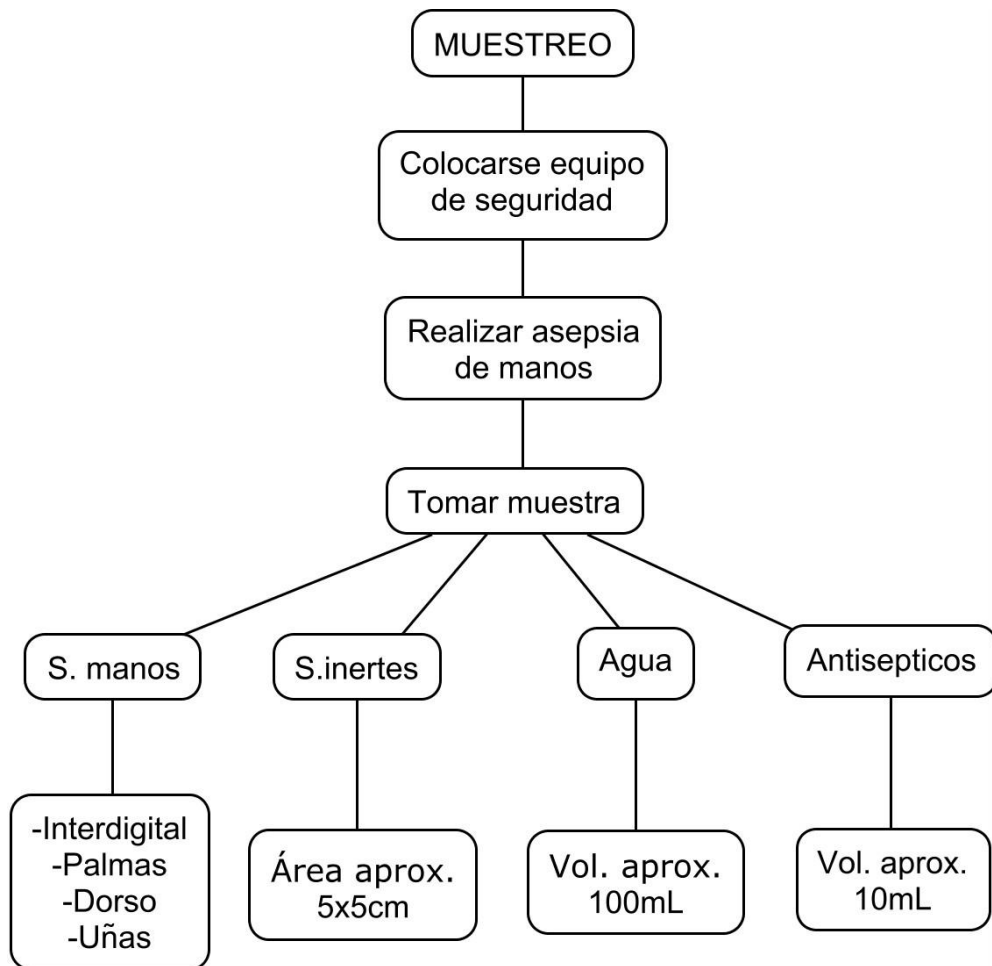 MUESTREO
Colocarse equipo
de seguridad
Realizar asepsia
de manos
Tomar muestra
S. manos
S.inertes
Agua
Antisepticos
-Interdigital
-Palmas
-Dorso
-Uñas
Área aprox.
5x5cm
Vol. aprox.
100mL
Vol. aprox.
10mL